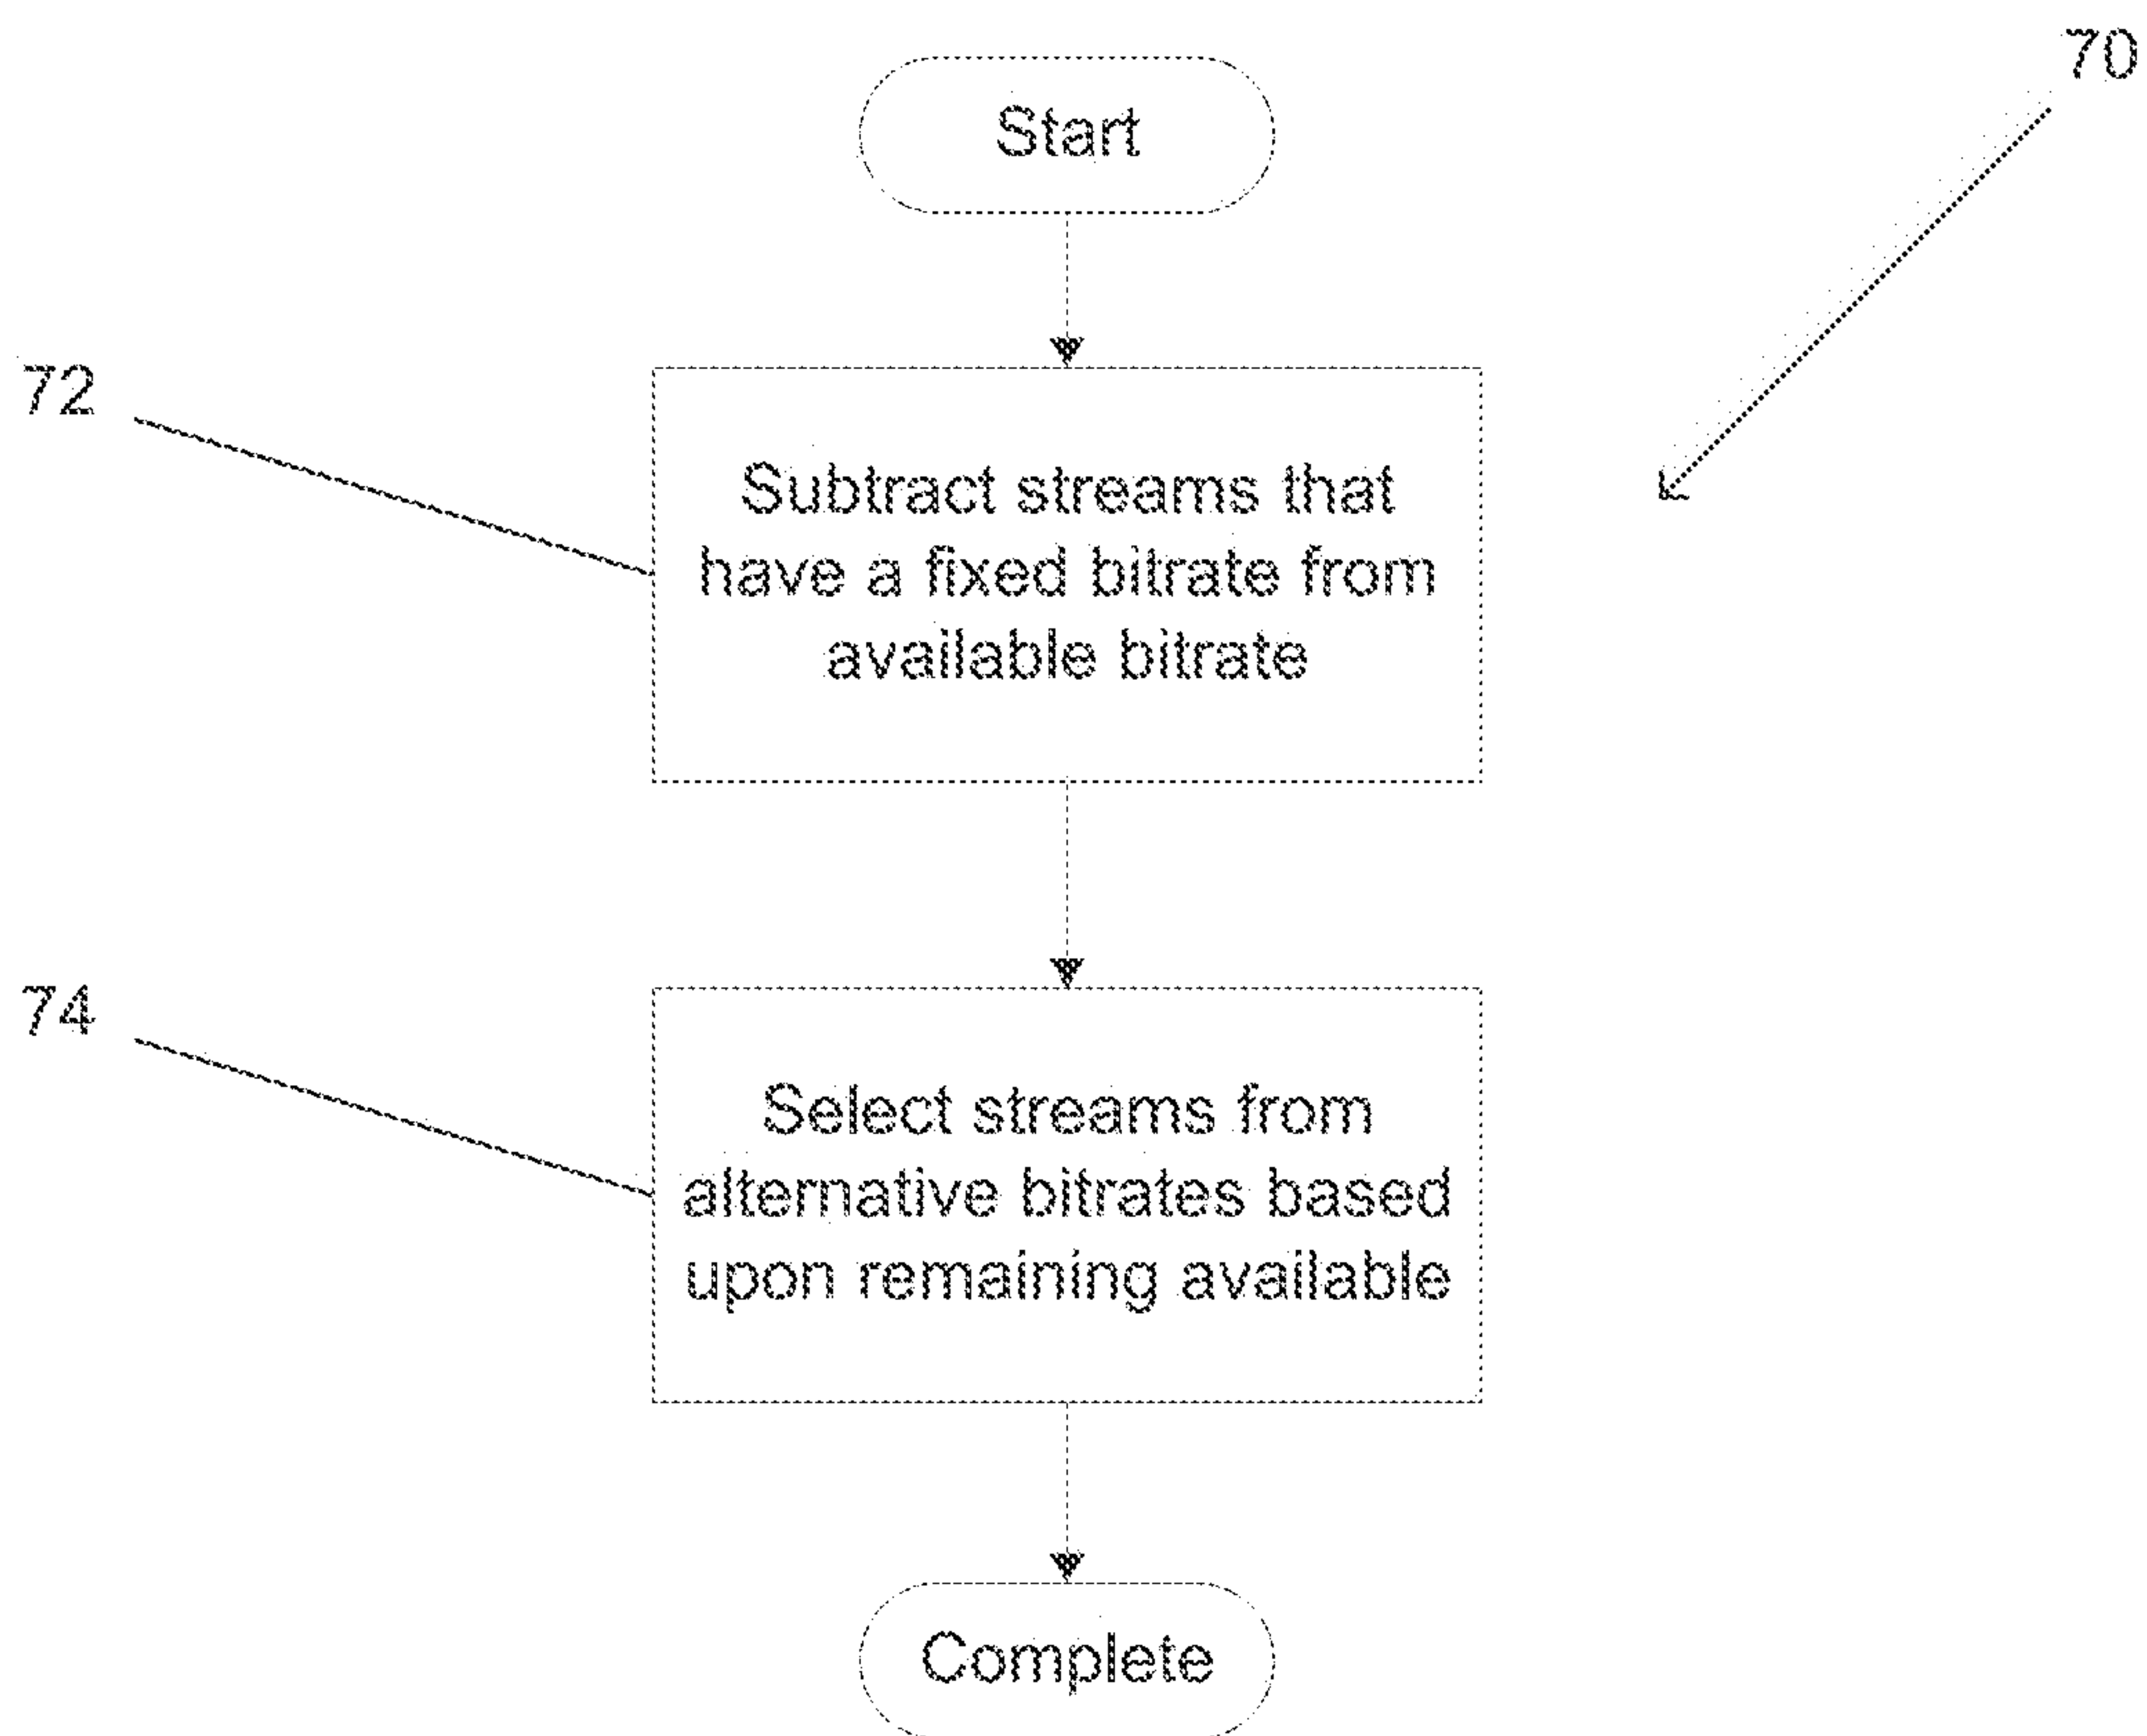 70
Start
72
Subtract streams that
have a fixed bitrate from
available bitrate
74
Select streams from
alternative bitrates based
upon remaining available
Complete